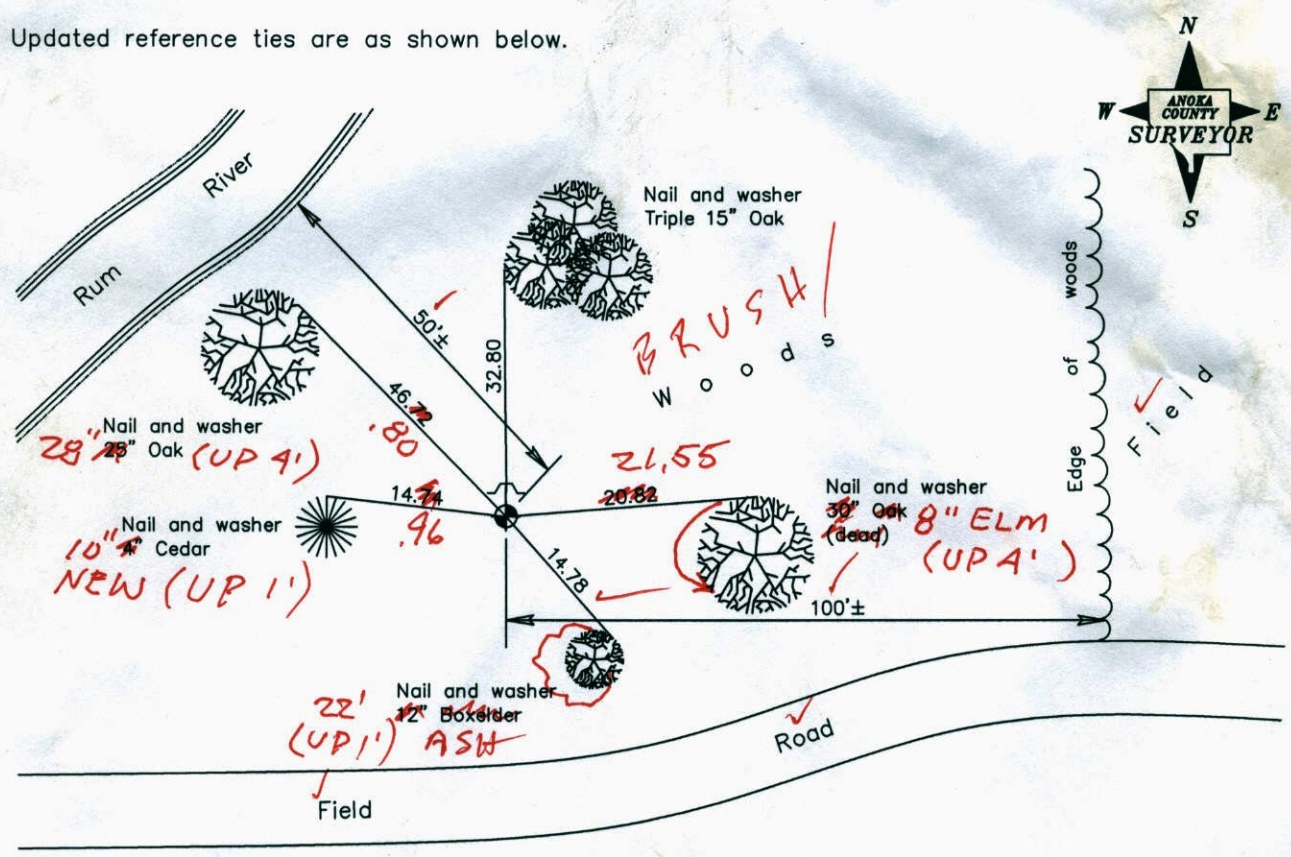 Updated reference ties are as shown below.
N
W
ANOKA
COUNTY
E
SURVEYOR
S
River
Rum
Nail and washer
Triple 15" Oak
BRUSH/
Woods
Edge of woods
Field
50'±
32.80
46.72
.80
Nail and washer
28" 25" Oak (UP 4')
14.74
.96
21.55
20.82
Nail and washer
30" Oak 8" ELM
(dead) (UP 4')
Nail and washer
10" 4" Cedar
NEW (UP 1')
14.78
100'±
Nail and washer
22' 12" Boxelder
(UP 1') ASH
Road
Field